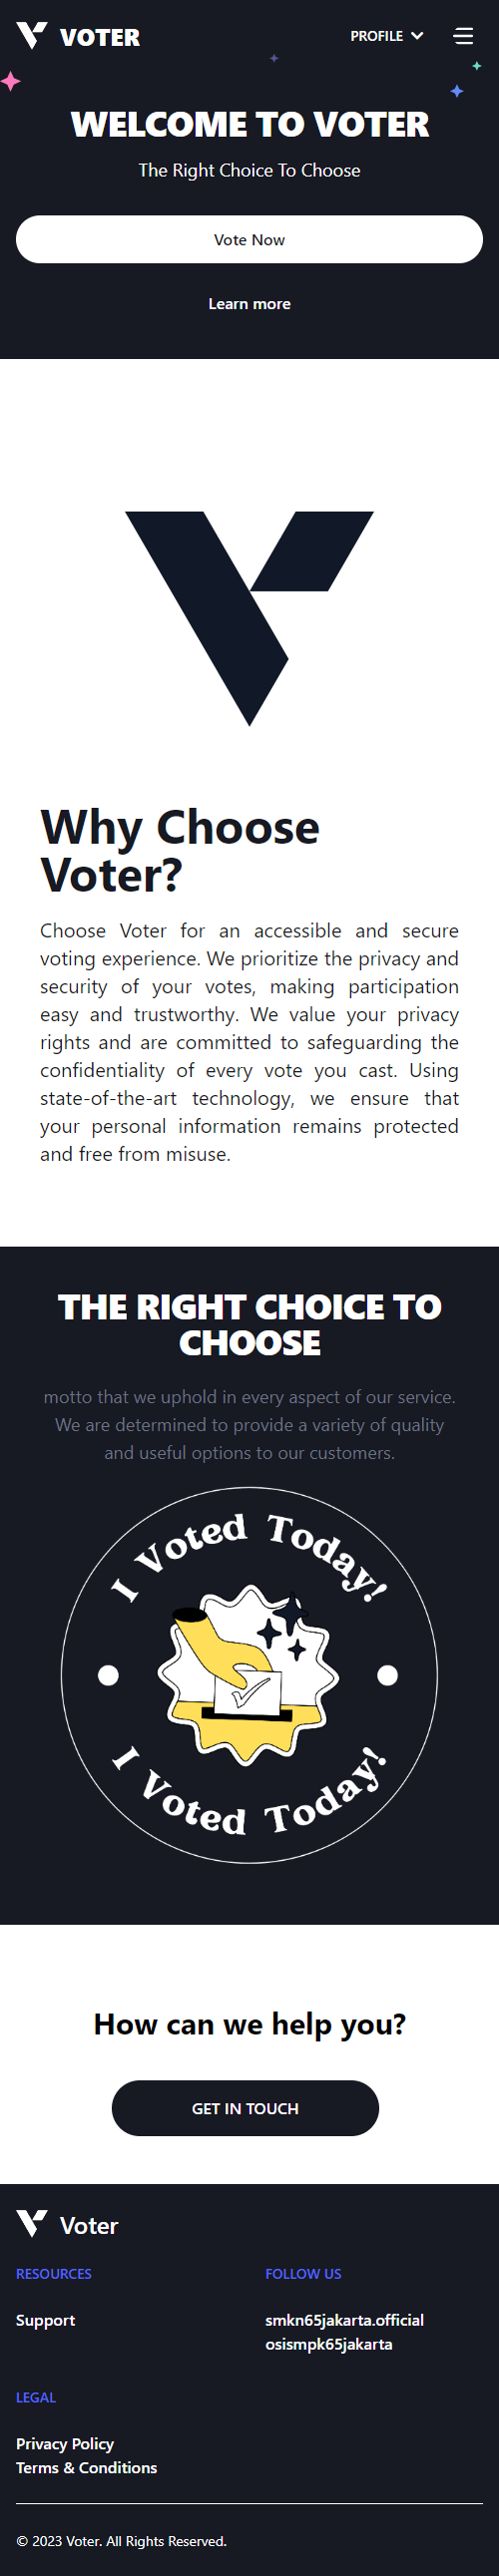 VOTER
PROFILE
WELCOME TO VOTER
The Right Choice To Choose
Vote Now
Learn more
Why Choose
Voter?
Choose Voter for an accessible and secure
voting experience. We prioritize the privacy and
security of your votes, making participation
easy and trustworthy. We value your privacy
rights and are committed to safeguarding the
confidentiality of every vote you cast. Using
state-of-the-art technology, we ensure that
your personal information remains protected
and free from misuse.
THE RIGHT CHOICE TO
CHOOSE
motto that we uphold in every aspect of our service.
We are determined to provide a variety of quality
and useful options to our customers.
I Voted Today!
I Voted Today!
How can we help you?
GET IN TOUCH
Voter
RESOURCES
Support
FOLLOW US
smkn65jakarta.official
osismpk65jakarta
LEGAL
Privacy Policy
Terms & Conditions
© 2023 Voter. All Rights Reserved.